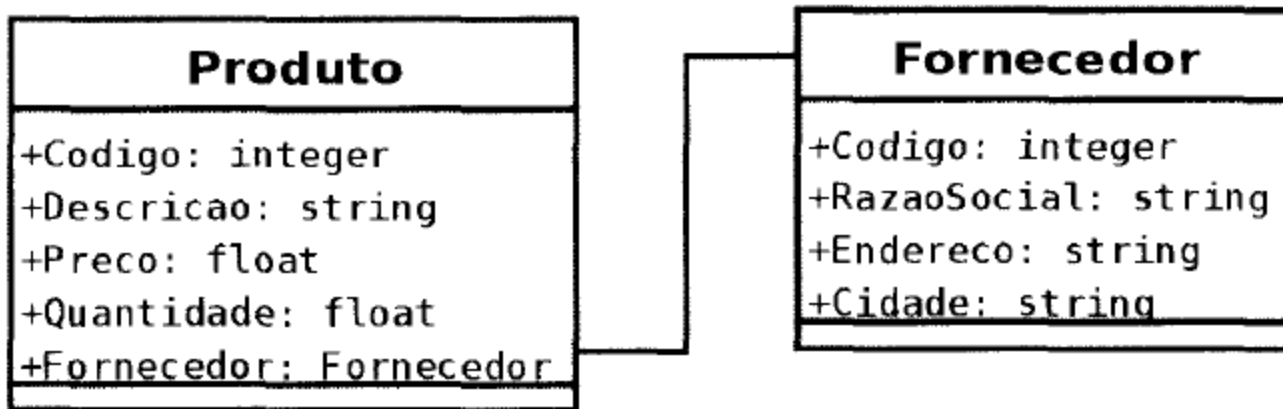 Produto
+Codigo: integer
+Descricao: string
+Preco: float
+Quantidade: float
+Fornecedor: Fornecedor
Fornecedor
+Codigo: integer
+RazaoSocial: string
+Endereco: string
+Cidade: string